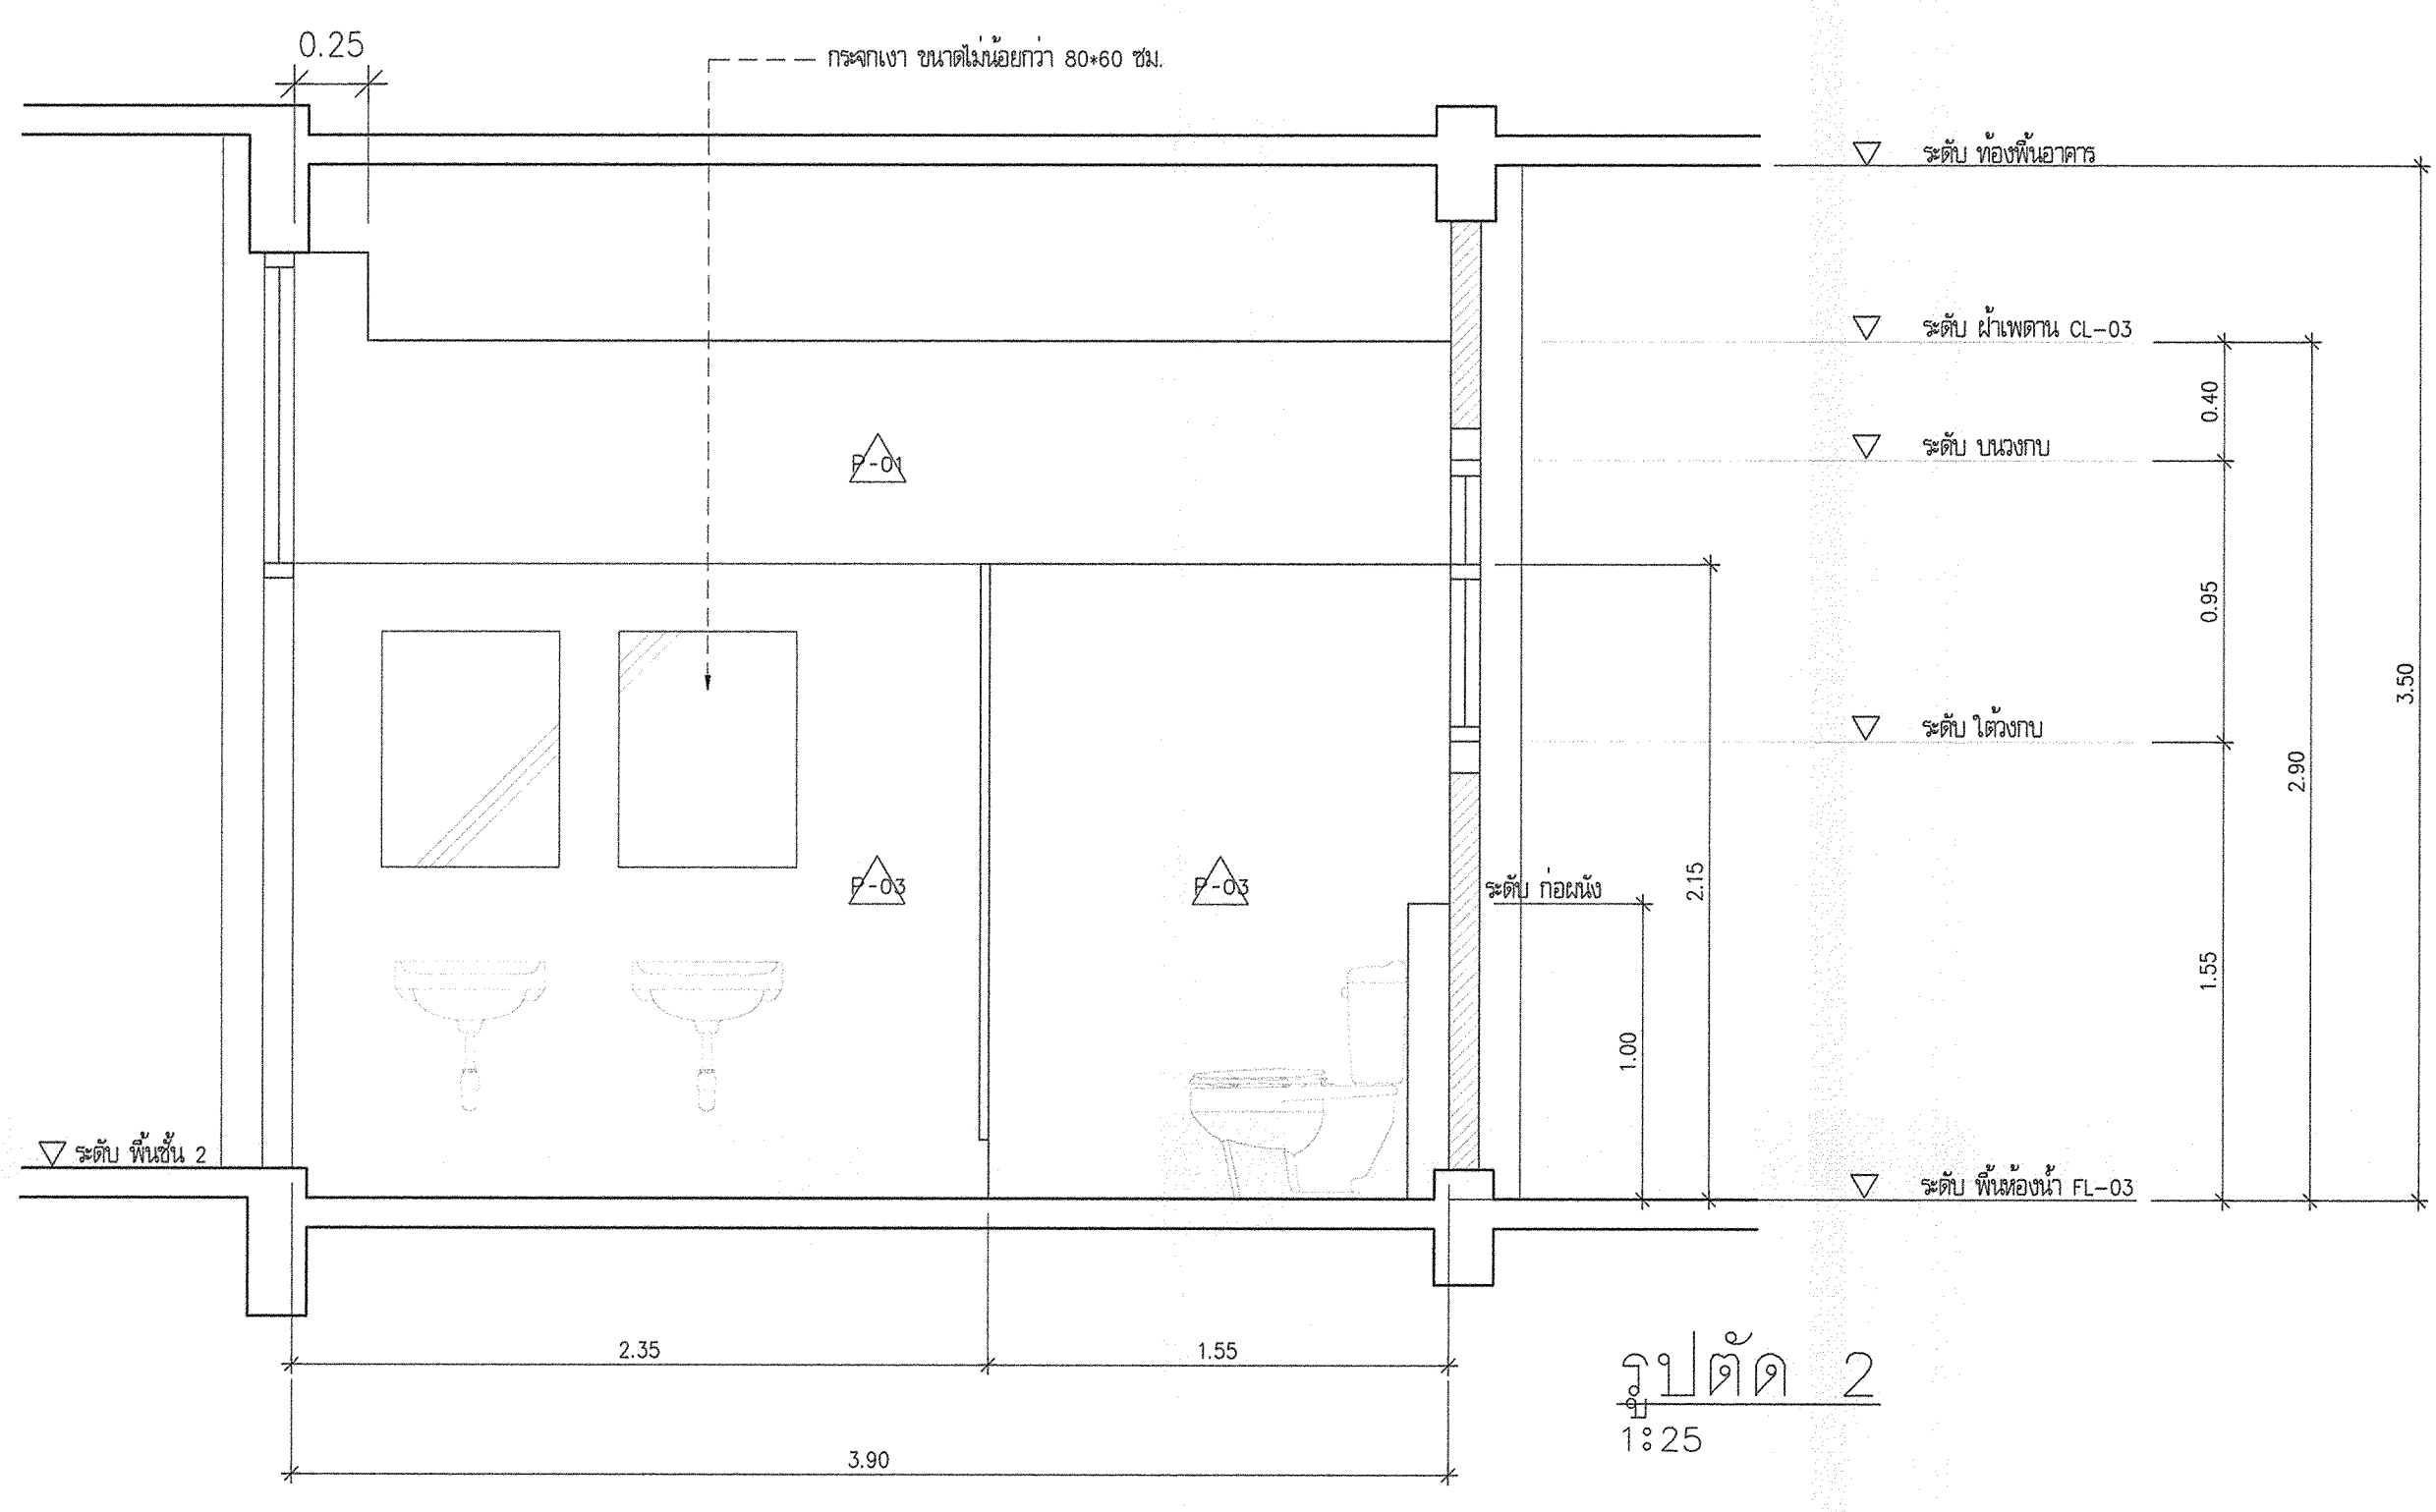 0.25
กระจกเงา ขนาดไม่น้อยกว่า 80*60 ซม.
ระดับ ท้องพื้นอาคาร
ระดับ ฝ้าเพดาน CL-03
0.40
P-01
ระดับ บนวงกบ
0.95
3.50
ระดับ ใต้วงกบ
2.90
P-03
P-03
ระดับ ก่อผนัง
2.15
1.55
1.00
ระดับ พื้นชั้น 2
ระดับ พื้นห้องน้ำ FL-03
2.35
1.55
3.90
รูปตัด 2
1:25